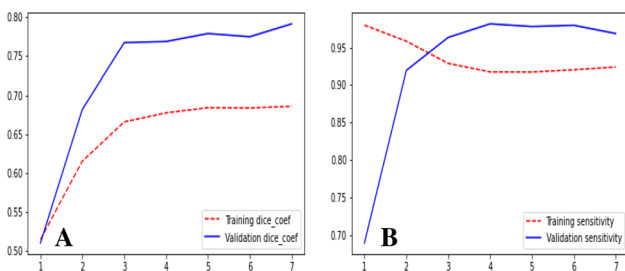 0.80
0.75
0.70
0.65
0.60
0.55
0.50
A
Training dice_coef
Validation dice_coef
1 2 3 4 5 6 7
0.95
0.90
0.85
0.80
0.75
0.70
B
Training sensitivity
Validation sensitivity
1 2 3 4 5 6 7